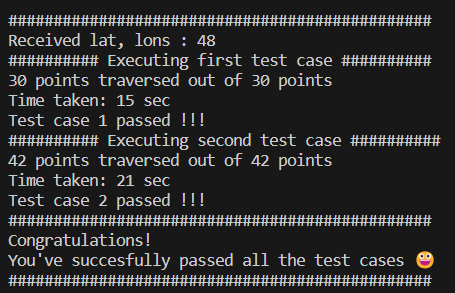 ###############################################
Received lat, lons : 48
########## Executing first test case ##########
30 points traversed out of 30 points
Time taken: 15 sec
Test case 1 passed !!!
########## Executing second test case ##########
42 points traversed out of 42 points
Time taken: 21 sec
Test case 2 passed !!!
###############################################
Congratulations!
You've succesfully passed all the test cases 😀
###############################################